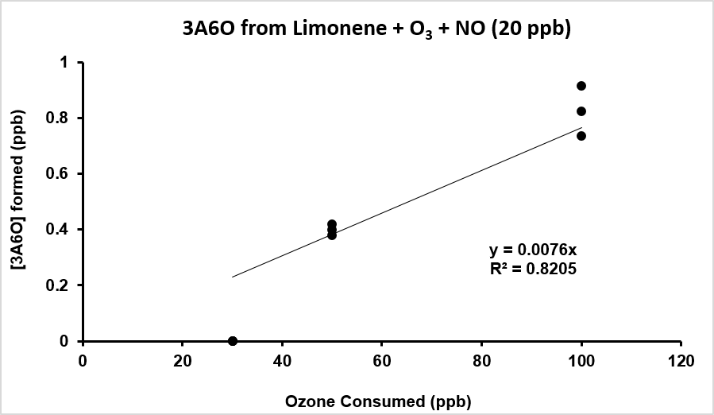 3A6O from Limonene + O₃ + NO (20 ppb)
[3A6O] formed (ppb)
1
0.8
0.6
0.4
0.2
0
y = 0.0076x
R² = 0.8205
0 20 40 60 80 100 120
Ozone Consumed (ppb)